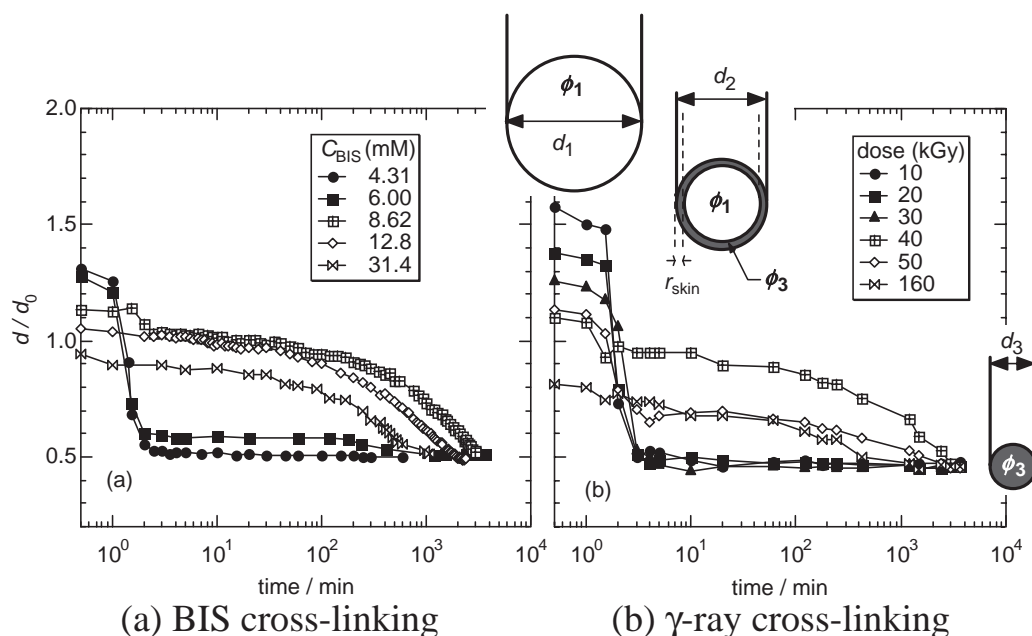 2.0
1.5
1.0
0.5
d / d0
CBIS (mM)
4.31
6.00
8.62
12.8
31.4
(a)
10^0 10^1 10^2 10^3 10^4
time / min
ϕ1
d1
d2
ϕ1
rskin
ϕ3
dose (kGy)
10
20
30
40
50
160
d3
ϕ3
(b)
10^0 10^1 10^2 10^3 10^4
time / min
(a) BIS cross-linking
(b) γ-ray cross-linking